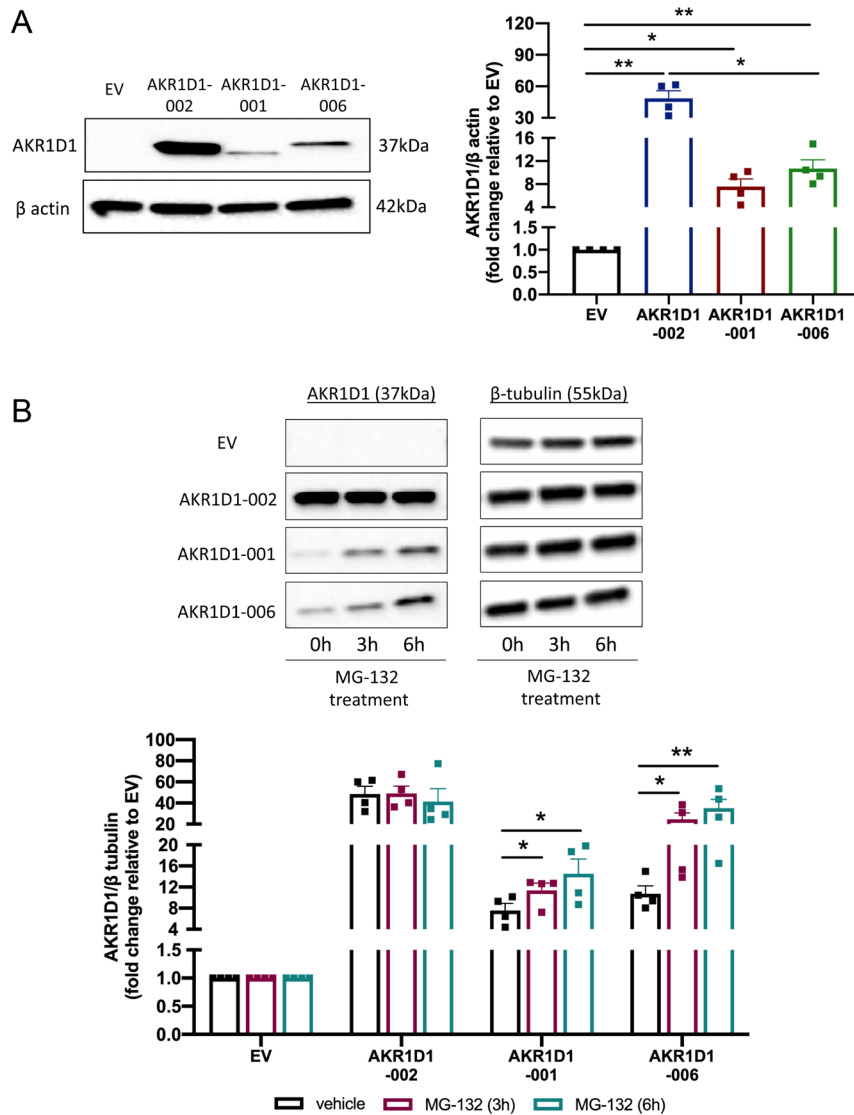 A
EV
AKR1D1-
002
AKR1D1-
001
AKR1D1-
006
AKR1D1
37kDa
β actin
42kDa
AKR1D1/β actin
(fold change relative to EV)
120
90
60
30
16
12
8
4
1.5
1.0
0.5
0.0
**
*
**
*
EV
AKR1D1
-002
AKR1D1
-001
AKR1D1
-006
B
AKR1D1 (37kDa)
β-tubulin (55kDa)
EV
AKR1D1-002
AKR1D1-001
AKR1D1-006
0h 3h 6h
0h 3h 6h
MG-132
treatment
MG-132
treatment
AKR1D1/β tubulin
(fold change relative to EV)
100
80
60
40
20
20
16
12
8
4
1.5
1.0
0.5
0.0
*
*
**
*
EV
AKR1D1
-002
AKR1D1
-001
AKR1D1
-006
vehicle MG-132 (3h) MG-132 (6h)